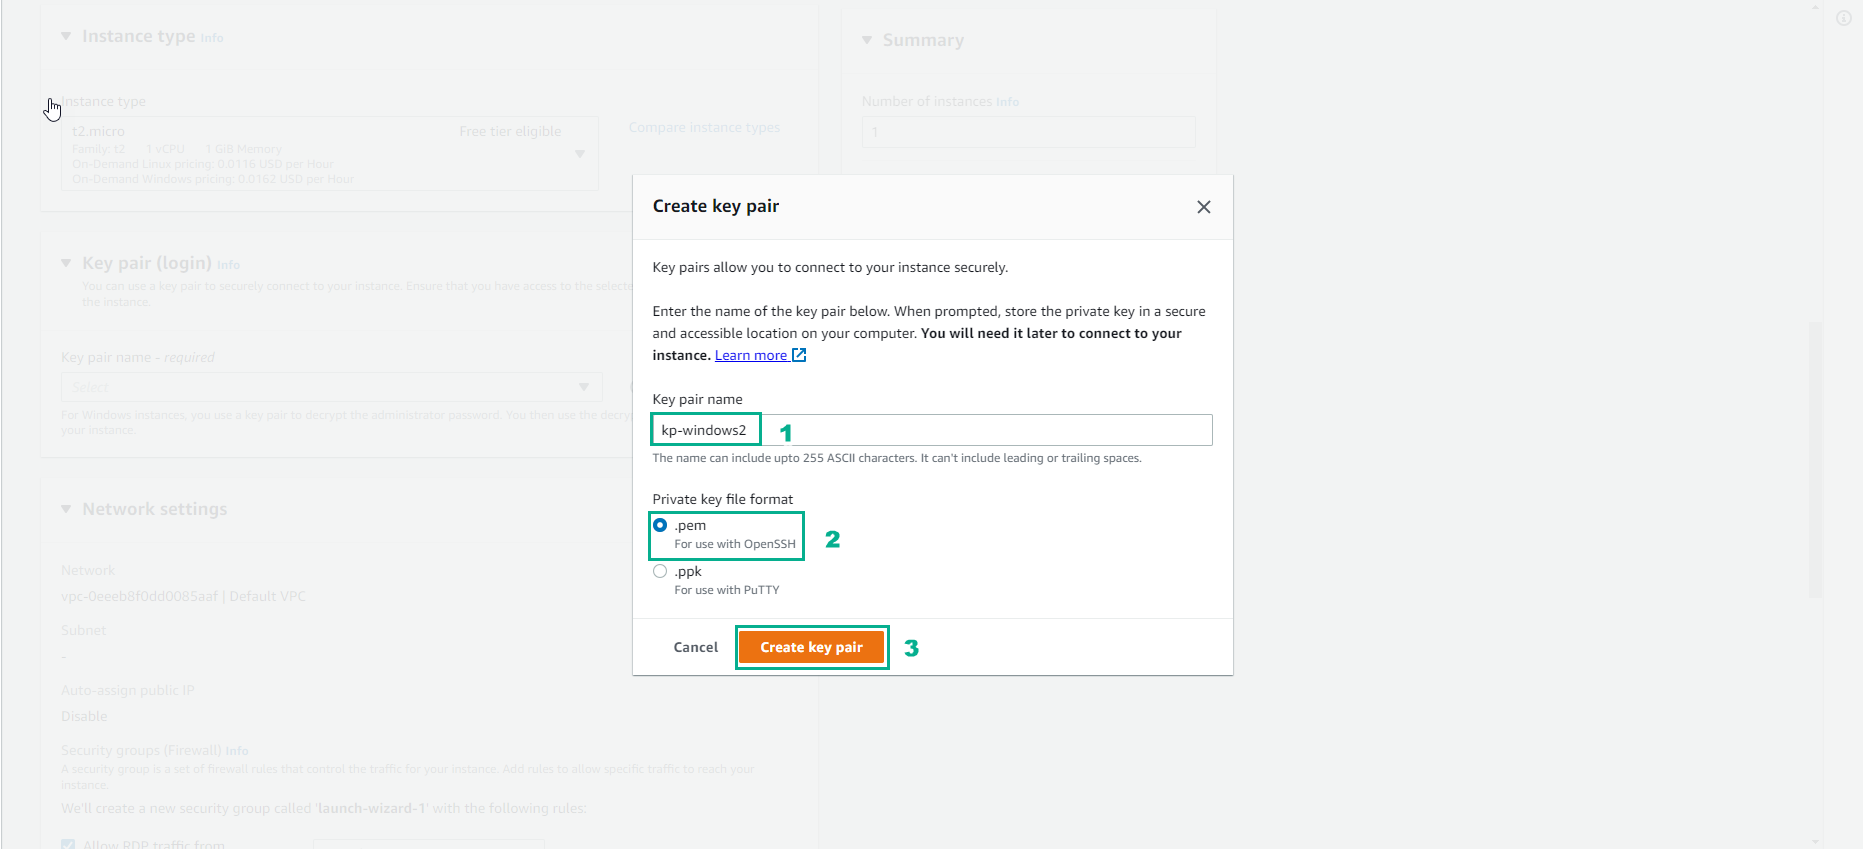 Instance type Info
Instance type
t2.micro
Free tier eligible
Family: t2 1 vCPU 1 GiB Memory
On-Demand Linux pricing: 0.0116 USD per Hour
On-Demand Windows pricing: 0.0162 USD per Hour
Compare instance types
Summary
Number of instances Info
1
Key pair (login) Info
You can use a key pair to securely connect to your instance. Ensure that you have access to the selecte
the instance.
Key pair name - required
Select
For Windows instances, you use a key pair to decrypt the administrator password. You then use the decry
your instance.
Network settings
Network
vpc-0eeeb8f0dd0085aaf | Default VPC
Subnet
-
Auto-assign public IP
Disable
Security groups (Firewall) Info
A security group is a set of firewall rules that control the traffic for your instance. Add rules to allow specific traffic to reach your
instance.
We'll create a new security group called 'launch-wizard-1' with the following rules:
Allow RDP traffic from
Create key pair
Key pairs allow you to connect to your instance securely.
Enter the name of the key pair below. When prompted, store the private key in a secure
and accessible location on your computer. You will need it later to connect to your
instance. Learn more
Key pair name
kp-windows2 1
The name can include upto 255 ASCII characters. It can't include leading or trailing spaces.
Private key file format
.pem
For use with OpenSSH
2
.ppk
For use with PuTTY
Cancel Create key pair 3